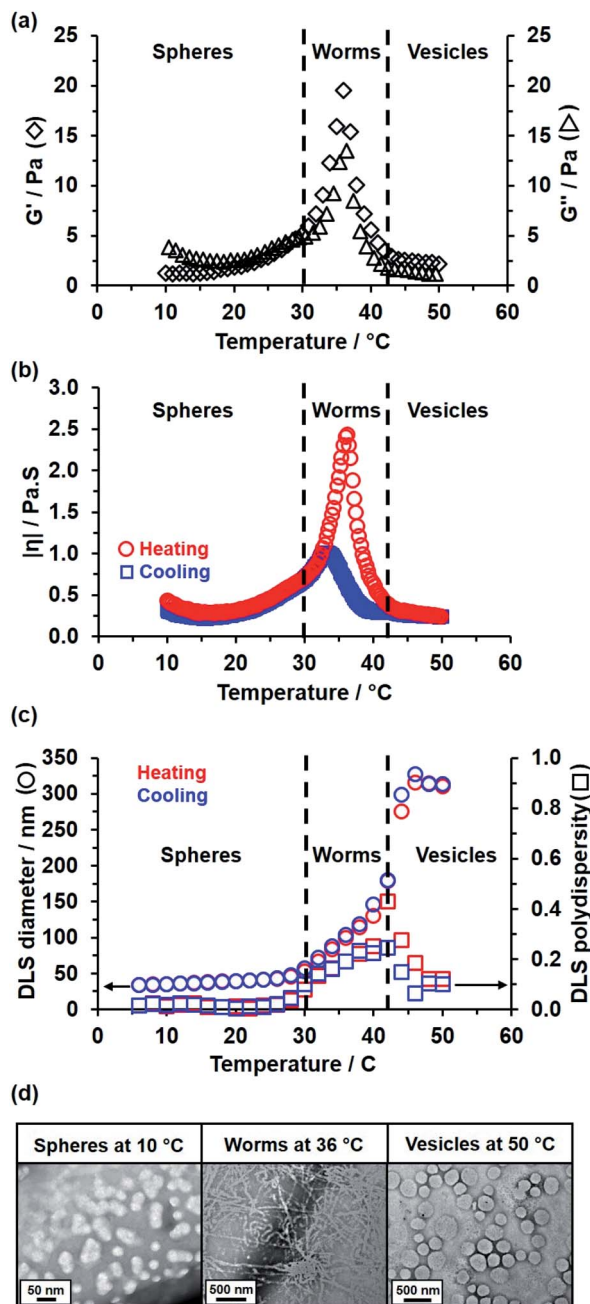 (a)
25
20
15
10
5
0
G' / Pa (◇)
Spheres
Worms
Vesicles
25
20
15
10
5
0
G'' / Pa (△)
0 10 20 30 40 50 60
Temperature / °C
(b)
3.0
2.5
2.0
1.5
1.0
0.5
0.0
|η| / Pa.S
Spheres
Worms
Vesicles
Heating
Cooling
0 10 20 30 40 50 60
Temperature / °C
(c)
350
300
250
200
150
100
50
0
DLS diameter / nm (○)
Heating
Cooling
Spheres
Worms
Vesicles
1.0
0.8
0.6
0.4
0.2
0.0
DLS polydispersity (□)
0 10 20 30 40 50 60
Temperature / C
(d)
Spheres at 10 °C
Worms at 36 °C
Vesicles at 50 °C
50 nm
500 nm
500 nm